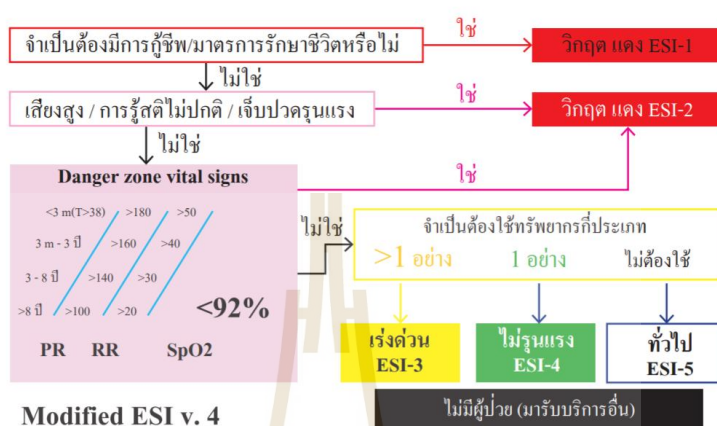 จำเป็นต้องมีการกู้ชีพ/มาตรการรักษาชีวิตหรือไม่
ใช่
วิกฤต แดง ESI-1
ไม่ใช่
เสี่ยงสูง / การรู้สติไม่ปกติ / เจ็บปวดรุนแรง
ใช่
วิกฤต แดง ESI-2
ไม่ใช่
Danger zone vital signs
ใช่
<3 m(T>38) >180 >50
3 m - 3 ปี >160 >40
3 - 8 ปี >140 >30
>8 ปี >100 >20 <92%
PR RR SpO2
ไม่ใช่
จำเป็นต้องใช้ทรัพยากรกี่ประเภท
>1 อย่าง 1 อย่าง ไม่ต้องใช้
เร่งด่วน
ESI-3
ไม่รุนแรง
ESI-4
ทั่วไป
ESI-5
ไม่มีผู้ป่วย (มารับบริการอื่น)
Modified ESI v. 4